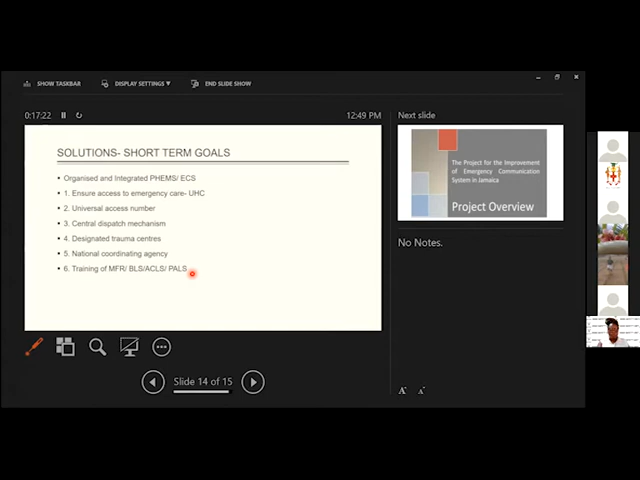 SHOW TASKBAR
DISPLAY SETTINGS ▾
END SLIDE SHOW
0:17:22
12:49 PM
Next slide
SOLUTIONS- SHORT TERM GOALS
• Organised and Integrated PHEMS/ ECS
• 1. Ensure access to emergency care- UHC
• 2. Universal access number
• 3. Central dispatch mechanism
• 4. Designated trauma centres
• 5. National coordinating agency
• 6. Training of MFR/ BLS/ACLS/ PALS
The Project for the Improvement
of Emergency Communication
System in Jamaica
Project Overview
No Notes.
Slide 14 of 15
A A